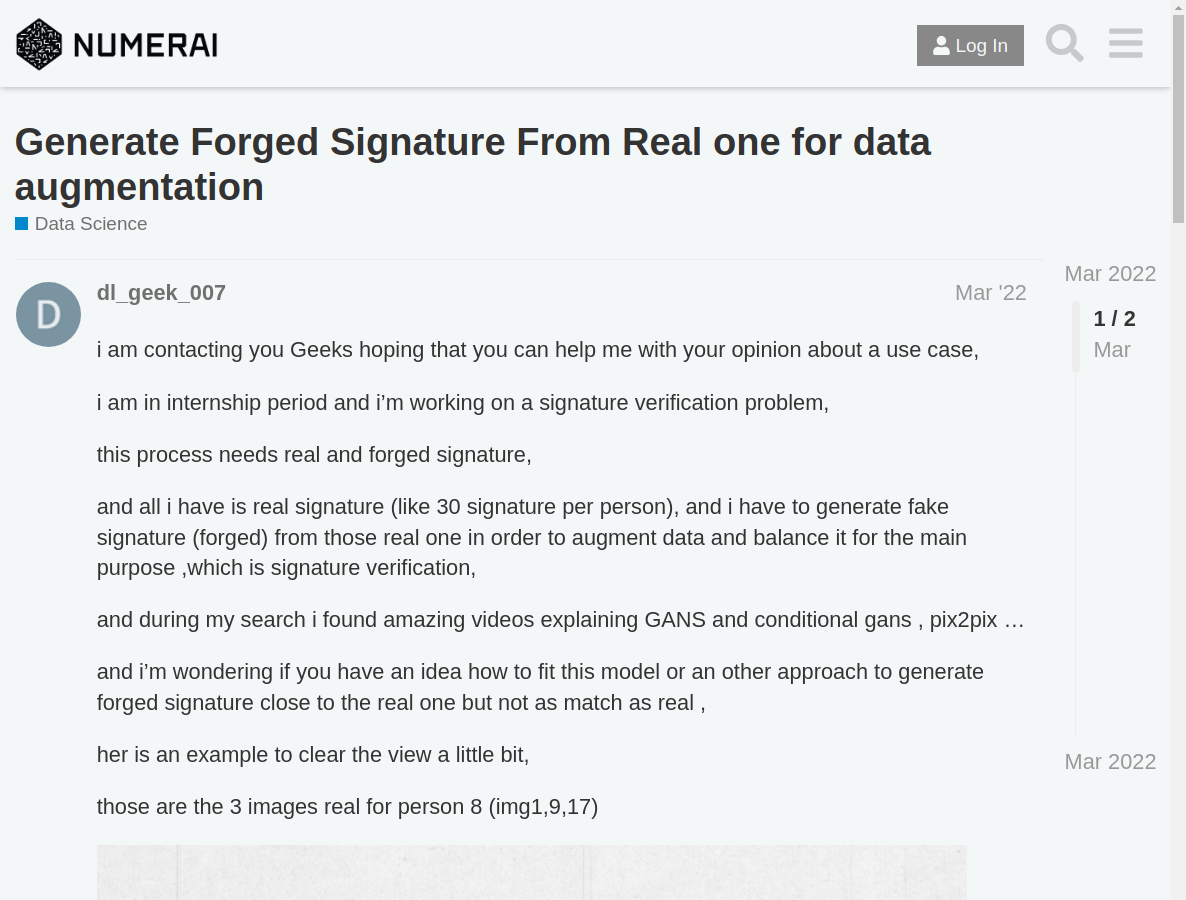 NUMERAI
Log In
Generate Forged Signature From Real one for data
augmentation
Data Science
Mar 2022
D
dl_geek_007
Mar '22
1 / 2
Mar
i am contacting you Geeks hoping that you can help me with your opinion about a use case,
i am in internship period and i’m working on a signature verification problem,
this process needs real and forged signature,
and all i have is real signature (like 30 signature per person), and i have to generate fake
signature (forged) from those real one in order to augment data and balance it for the main
purpose ,which is signature verification,
and during my search i found amazing videos explaining GANS and conditional gans , pix2pix …
and i’m wondering if you have an idea how to fit this model or an other approach to generate
forged signature close to the real one but not as match as real ,
her is an example to clear the view a little bit,
Mar 2022
those are the 3 images real for person 8 (img1,9,17)